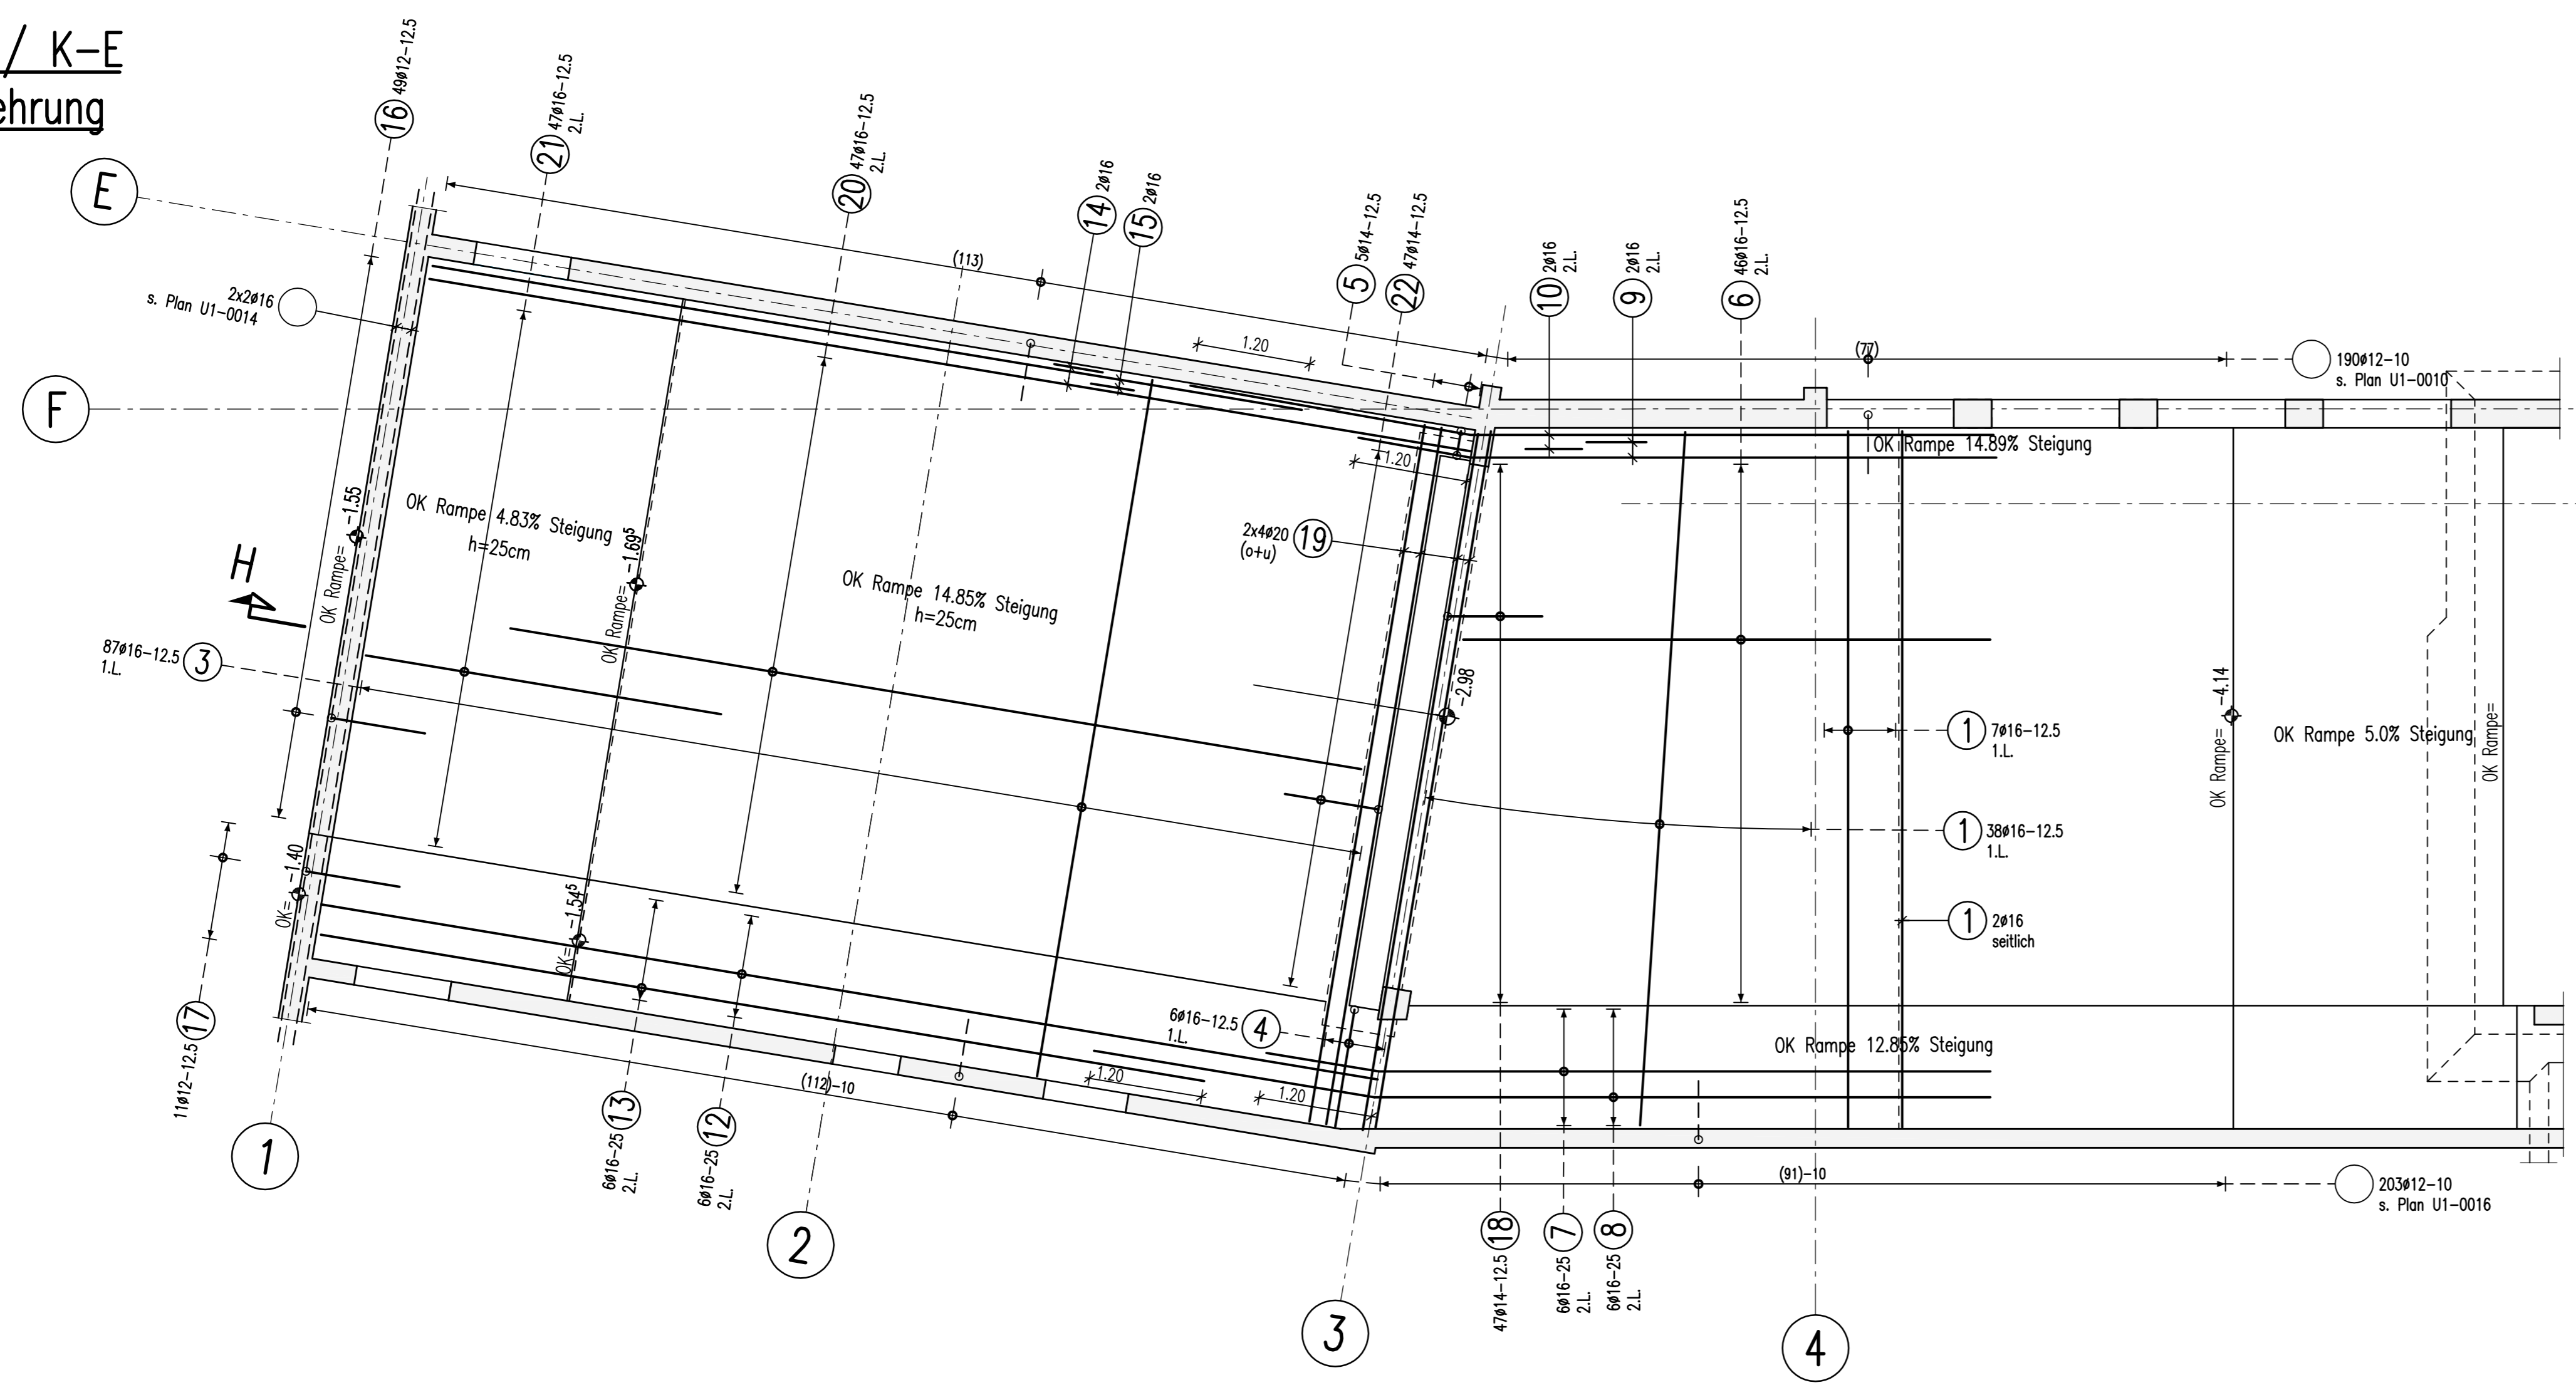 / K-E
ehrung
E
F
H
1
2
3
4
16 49ø12-12.5
21 47ø16-12.5
2.L.
20 47ø16-12.5
2.L.
14 2ø16
15 2ø16
5 5ø14-12.5
22 47ø14-12.5
10 2ø16
2.L.
9 2ø16
2.L.
6 46ø16-12.5
2.L.
(113)
1.20
(77)
190ø12-10
s. Plan U1-0010
2x2ø16
s. Plan U1-0014
OK Rampe 14.89% Steigung
1.20
OK Rampe= -1.55
OK Rampe 4.83% Steigung
h=25cm
OK Rampe= -1.69⁵
OK Rampe 14.85% Steigung
h=25cm
2x4ø20 19
(o+u)
87ø16-12.5 3
1.L.
-2.98
OK Rampe= -4.14
OK Rampe 5.0% Steigung
OK Rampe=
1 7ø16-12.5
1.L.
1 38ø16-12.5
1.L.
1 2ø16
seitlich
OK= -1.40
OK= -1.54⁵
6ø16-12.5 4
1.L.
OK Rampe 12.85% Steigung
11ø12-12.5 17
(112)-10
1.20
1.20
6ø16-25 13
2.L.
6ø16-25 12
2.L.
(91)-10
203ø12-10
s. Plan U1-0016
47ø14-12.5 18
6ø16-25 7
2.L.
6ø16-25 8
2.L.